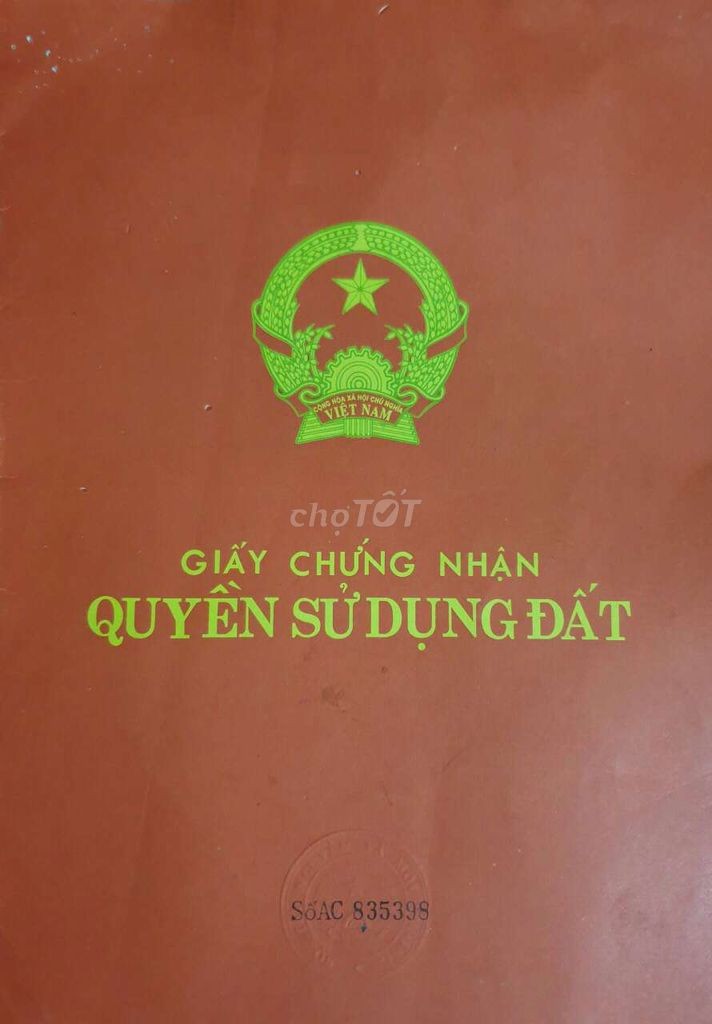 CỘNG HÒA XÃ HỘI CHỦ NGHĨA
VIỆT NAM
chợTỐT
GIẤY CHỨNG NHẬN
QUYỀN SỬ DỤNG ĐẤT
SốAC 835398